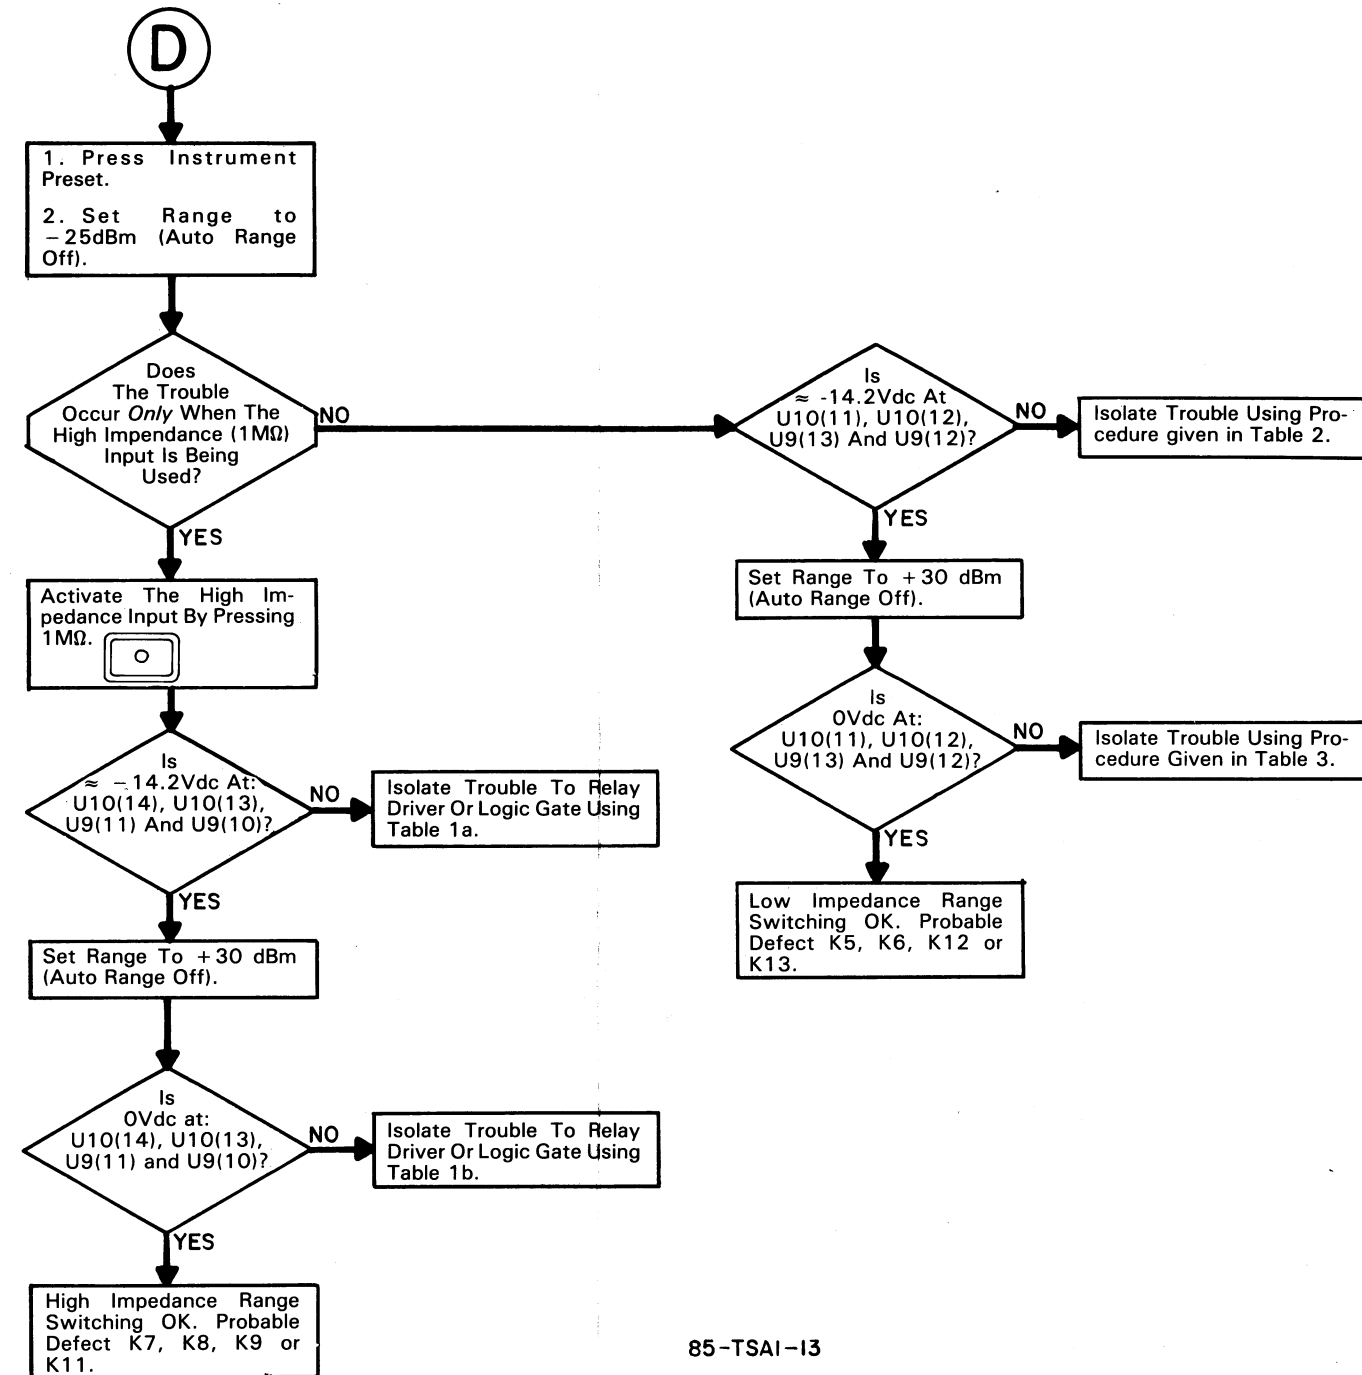 D
1. Press Instrument
Preset.
2. Set Range to
−25dBm (Auto Range
Off).
Does
The Trouble
Occur Only When The
High Impendance (1MΩ)
Input Is Being
Used?
NO
YES
Activate The High Im-
pedance Input By Pressing
1MΩ.
Is
≈ −14.2Vdc At:
U10(14), U10(13),
U9(11) And U9(10)?
NO
Isolate Trouble To Relay
Driver Or Logic Gate Using
Table 1a.
YES
Set Range To +30 dBm
(Auto Range Off).
Is
0Vdc at:
U10(14), U10(13),
U9(11) and U9(10)?
NO
Isolate Trouble To Relay
Driver Or Logic Gate Using
Table 1b.
YES
High Impedance Range
Switching OK. Probable
Defect K7, K8, K9 or
K11.
Is
≈ -14.2Vdc At
U10(11), U10(12),
U9(13) And U9(12)?
NO
Isolate Trouble Using Pro-
cedure given in Table 2.
YES
Set Range To +30 dBm
(Auto Range Off).
Is
0Vdc At:
U10(11), U10(12),
U9(13) And U9(12)?
NO
Isolate Trouble Using Pro-
cedure Given in Table 3.
YES
Low Impedance Range
Switching OK. Probable
Defect K5, K6, K12 or
K13.
85-TSA1-13